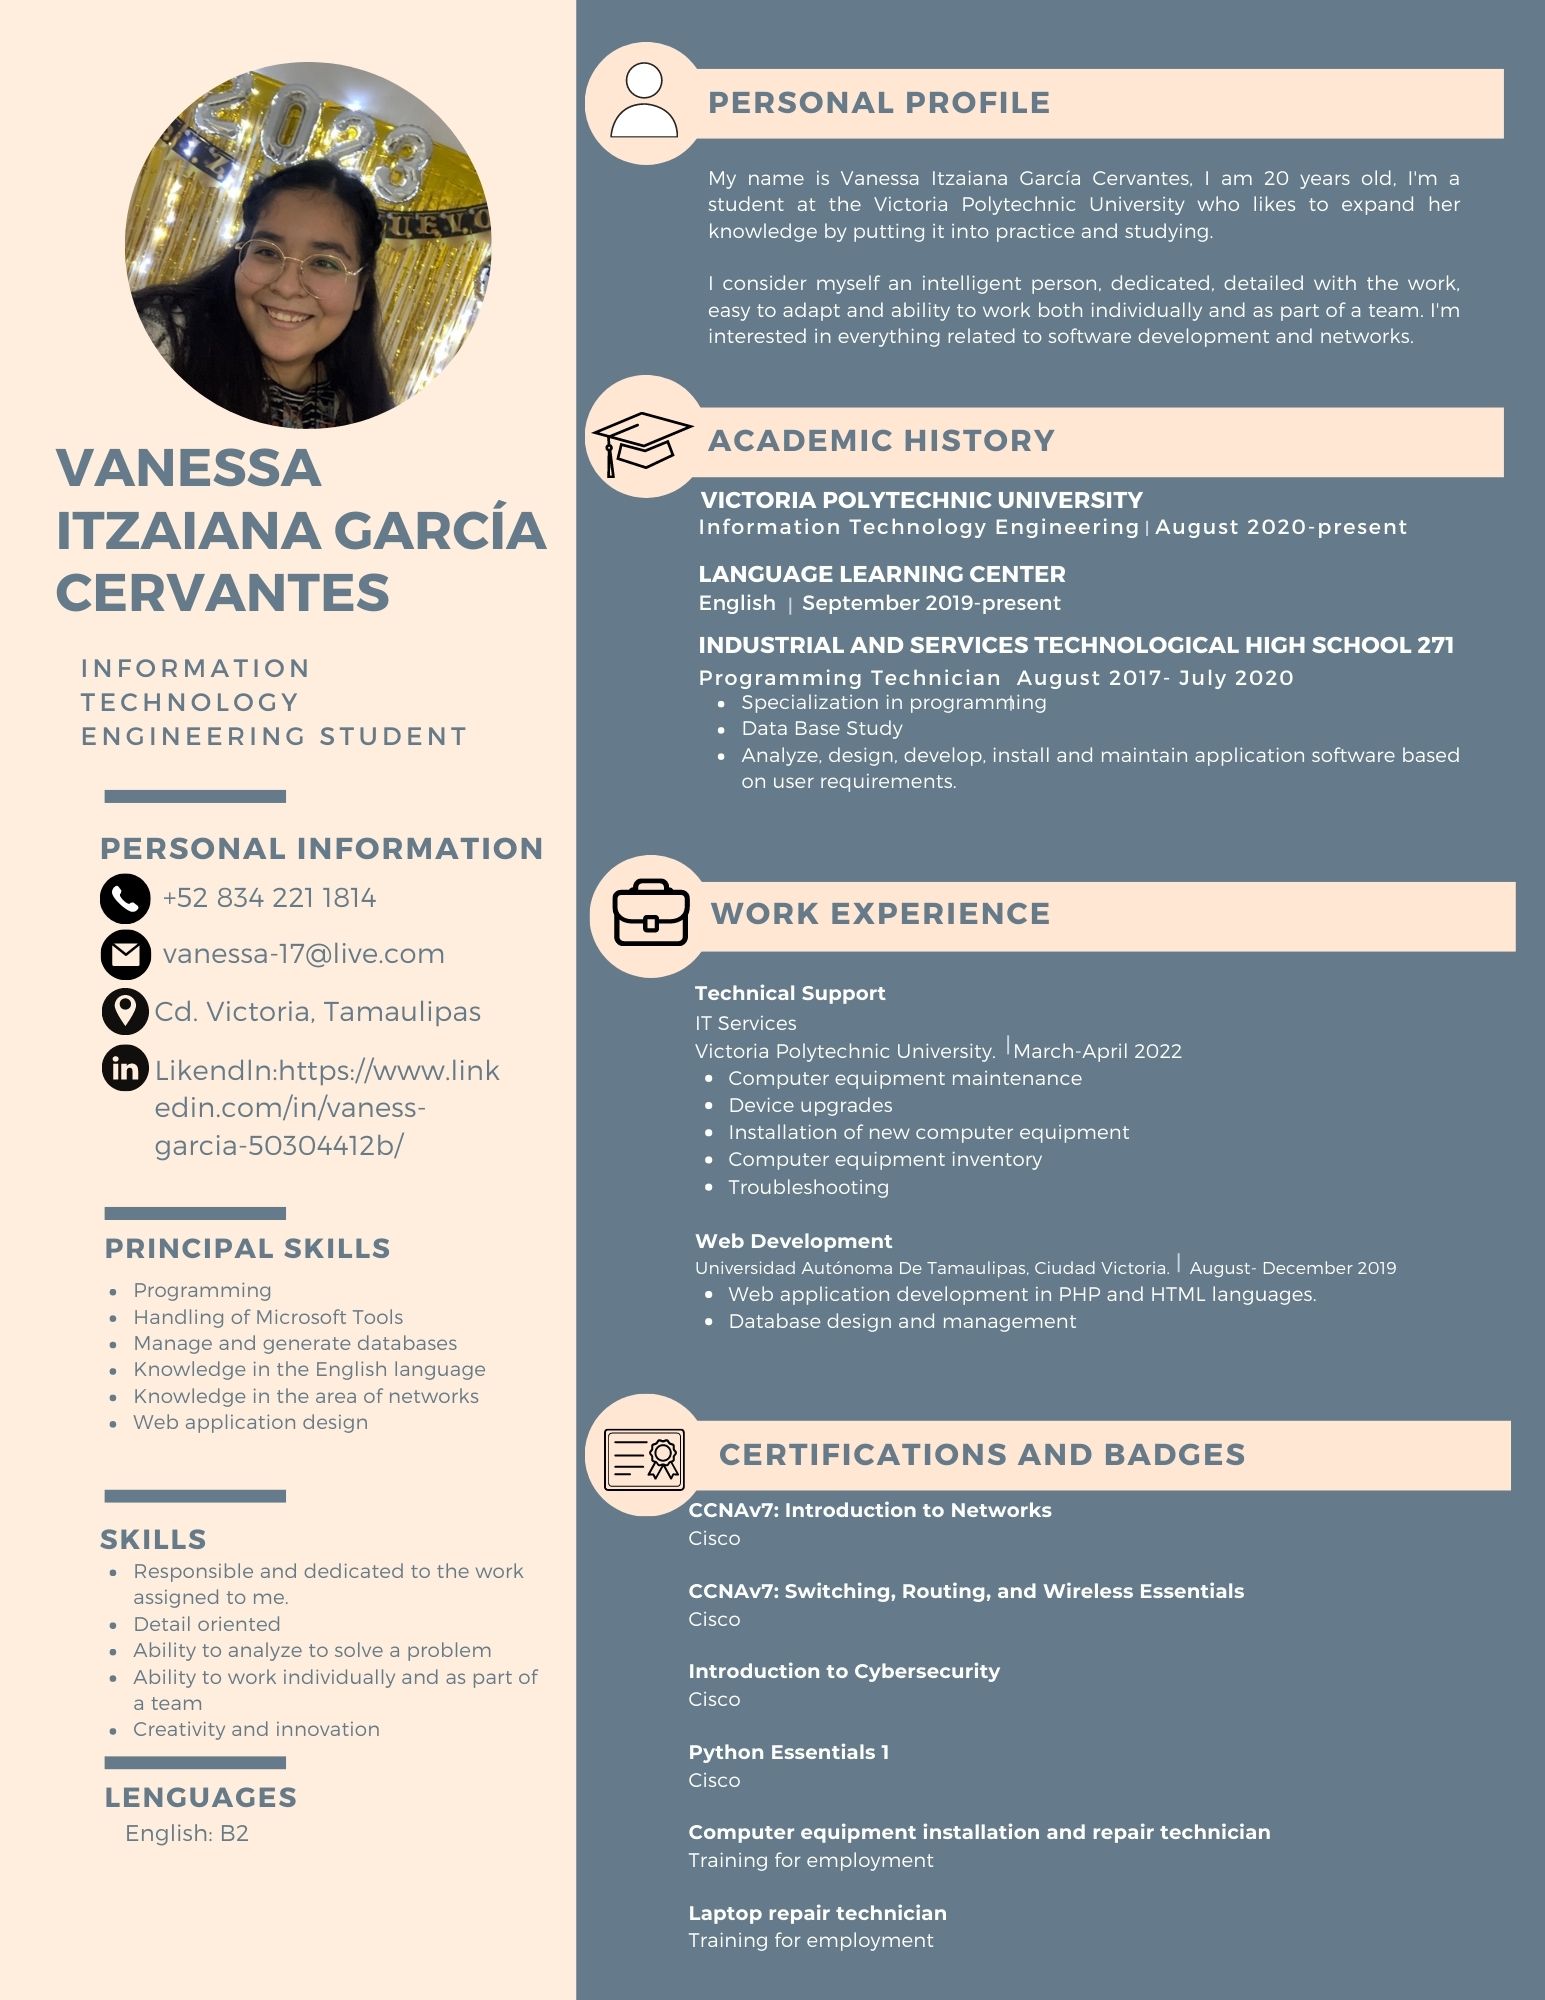 2023
VANESSA
ITZAIANA GARCÍA
CERVANTES
INFORMATION
TECHNOLOGY
ENGINEERING STUDENT
PERSONAL INFORMATION
+52 834 221 1814
vanessa-17@live.com
Cd. Victoria, Tamaulipas
in
Likendln:https://www.link
edin.com/in/vaness-
garcia-50304412b/
PRINCIPAL SKILLS
• Programming
• Handling of Microsoft Tools
• Manage and generate databases
• Knowledge in the English language
• Knowledge in the area of networks
• Web application design
SKILLS
• Responsible and dedicated to the work
assigned to me.
• Detail oriented
• Ability to analyze to solve a problem
• Ability to work individually and as part of
a team
• Creativity and innovation
LENGUAGES
English: B2
PERSONAL PROFILE
My name is Vanessa Itzaiana García Cervantes, I am 20 years old, I'm a
student at the Victoria Polytechnic University who likes to expand her
knowledge by putting it into practice and studying.
I consider myself an intelligent person, dedicated, detailed with the work,
easy to adapt and ability to work both individually and as part of a team. I'm
interested in everything related to software development and networks.
ACADEMIC HISTORY
VICTORIA POLYTECHNIC UNIVERSITY
Information Technology Engineering | August 2020-present
LANGUAGE LEARNING CENTER
English | September 2019-present
INDUSTRIAL AND SERVICES TECHNOLOGICAL HIGH SCHOOL 271
Programming Technician August 2017- July 2020
• Specialization in programming
• Data Base Study
• Analyze, design, develop, install and maintain application software based
on user requirements.
WORK EXPERIENCE
Technical Support
IT Services
Victoria Polytechnic University. | March-April 2022
• Computer equipment maintenance
• Device upgrades
• Installation of new computer equipment
• Computer equipment inventory
• Troubleshooting
Web Development
Universidad Autónoma De Tamaulipas, Ciudad Victoria. | August- December 2019
• Web application development in PHP and HTML languages.
• Database design and management
CERTIFICATIONS AND BADGES
CCNAv7: Introduction to Networks
Cisco
CCNAv7: Switching, Routing, and Wireless Essentials
Cisco
Introduction to Cybersecurity
Cisco
Python Essentials 1
Cisco
Computer equipment installation and repair technician
Training for employment
Laptop repair technician
Training for employment